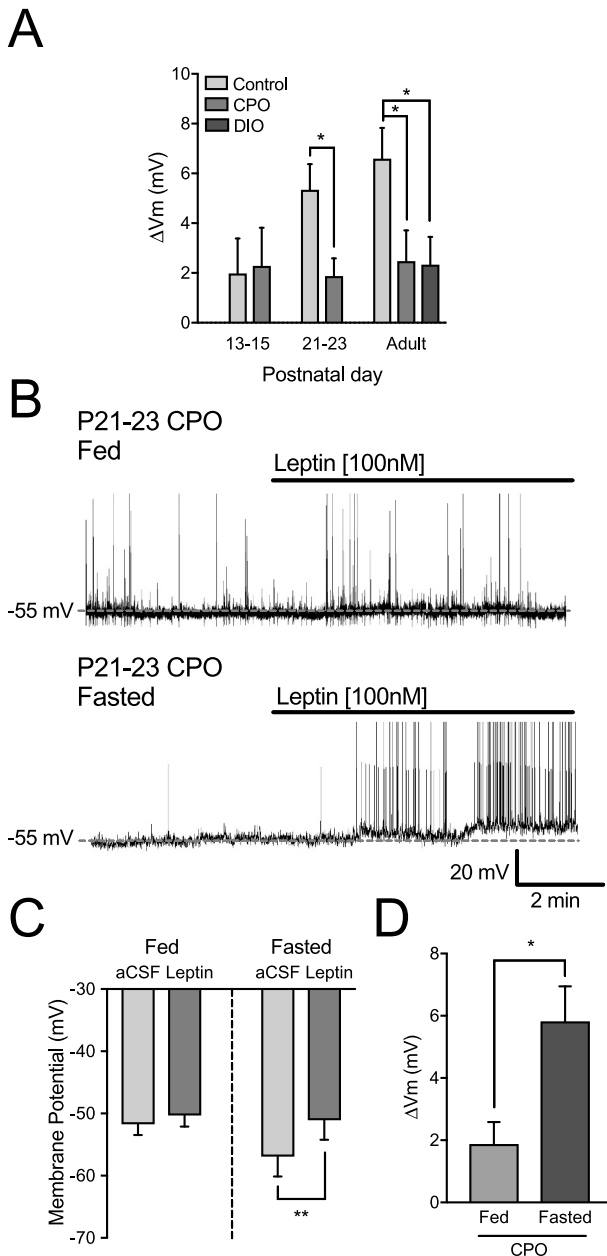 A
10
8
6
4
2
0
ΔVm (mV)
Control
CPO
DIO
*
*
*
13-15 21-23 Adult
Postnatal day
B
P21-23 CPO
Fed
Leptin [100nM]
-55 mV
P21-23 CPO
Fasted
Leptin [100nM]
-55 mV
20 mV
2 min
C
Fed Fasted
aCSF Leptin aCSF Leptin
-30
-40
-50
-60
-70
Membrane Potential (mV)
**
D
8
6
4
2
0
ΔVm (mV)
*
Fed Fasted
CPO